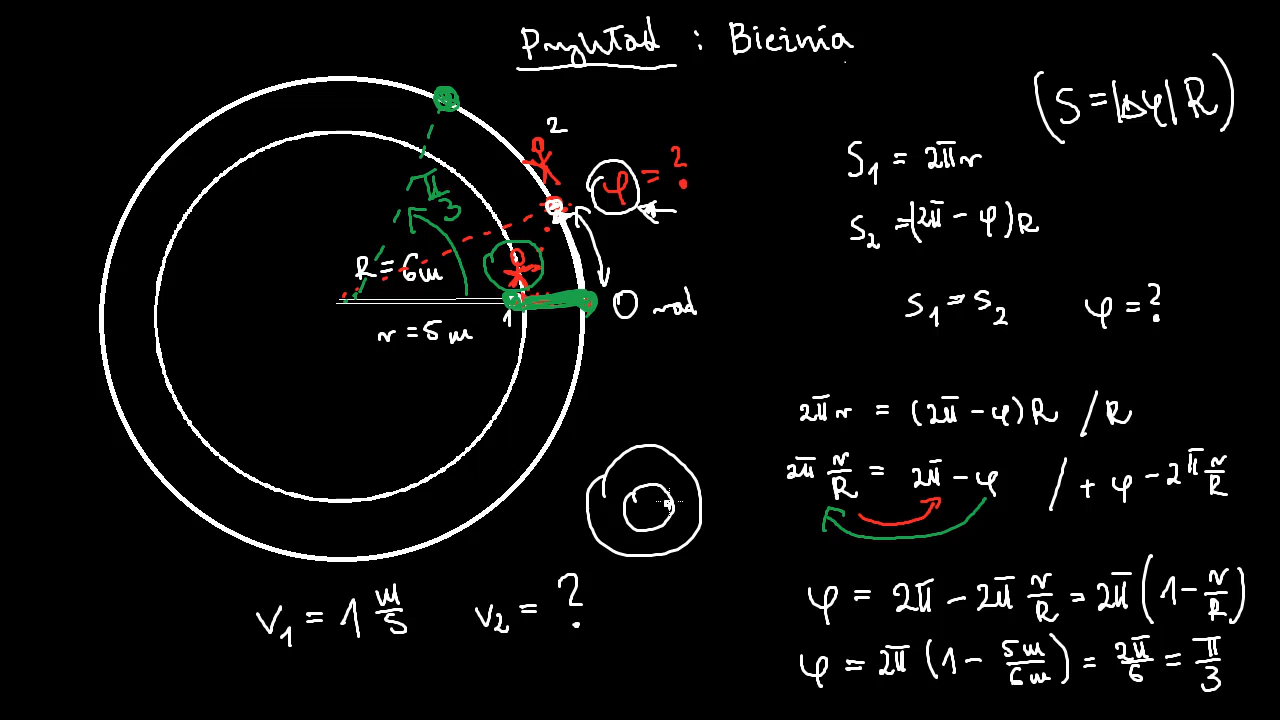 Przykład : Bieżnia
(S = |Δφ| R)
2
φ = ?
π/3
R = 6m
1
0 rad
r = 5m
S₁ = 2πr
S₂ = (2π - φ)R
S₁ = S₂ φ = ?
2πr = (2π - φ)R / R
2π r/R = 2π - φ / + φ - 2π r/R
φ = 2π - 2π r/R = 2π (1 - r/R)
φ = 2π (1 - 5m/6m) = 2π/6 = π/3
v₁ = 1 m/s v₂ = ?